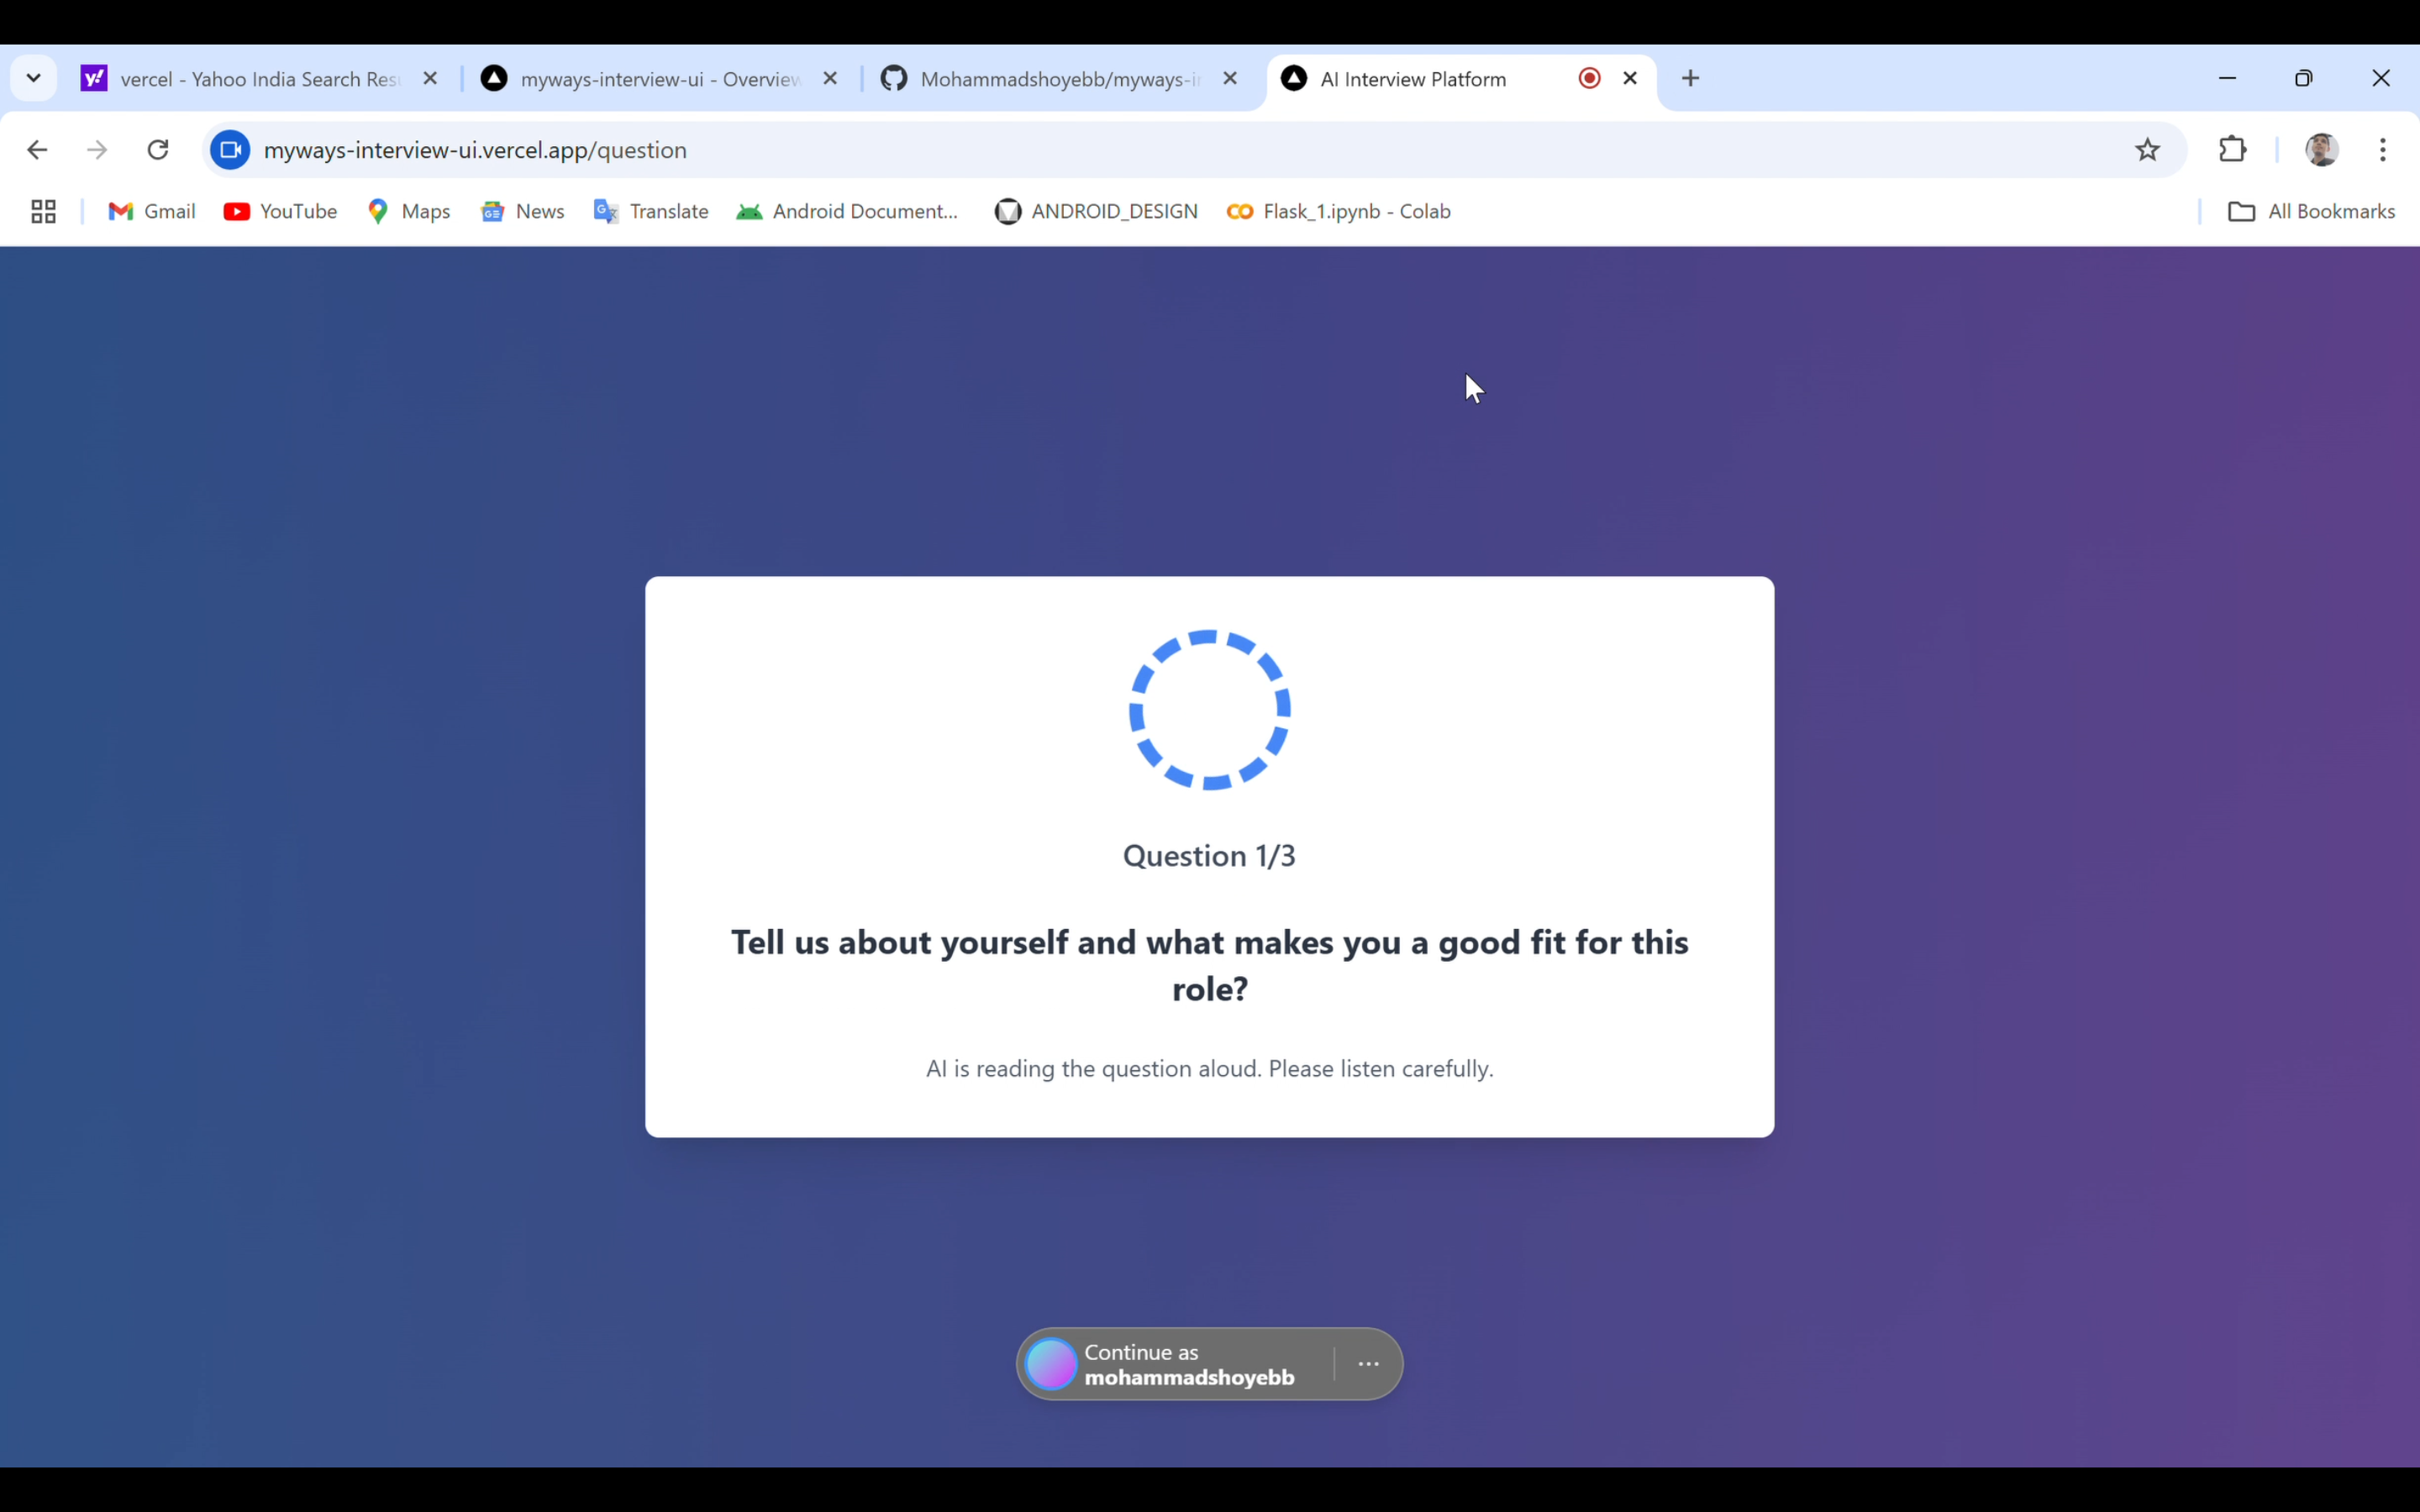 vercel - Yahoo India Search
myways-interview-ui - Overview
Mohammadshoyebb/myways-i
AI Interview Platform
myways-interview-ui.vercel.app/question
Gmail
YouTube
Maps
News
Translate
Android Document...
ANDROID_DESIGN
Flask_1.ipynb - Colab
All Bookmarks
Question 1/3
Tell us about yourself and what makes you a good fit for this
role?
AI is reading the question aloud. Please listen carefully.
Continue as
mohammadshoyebb